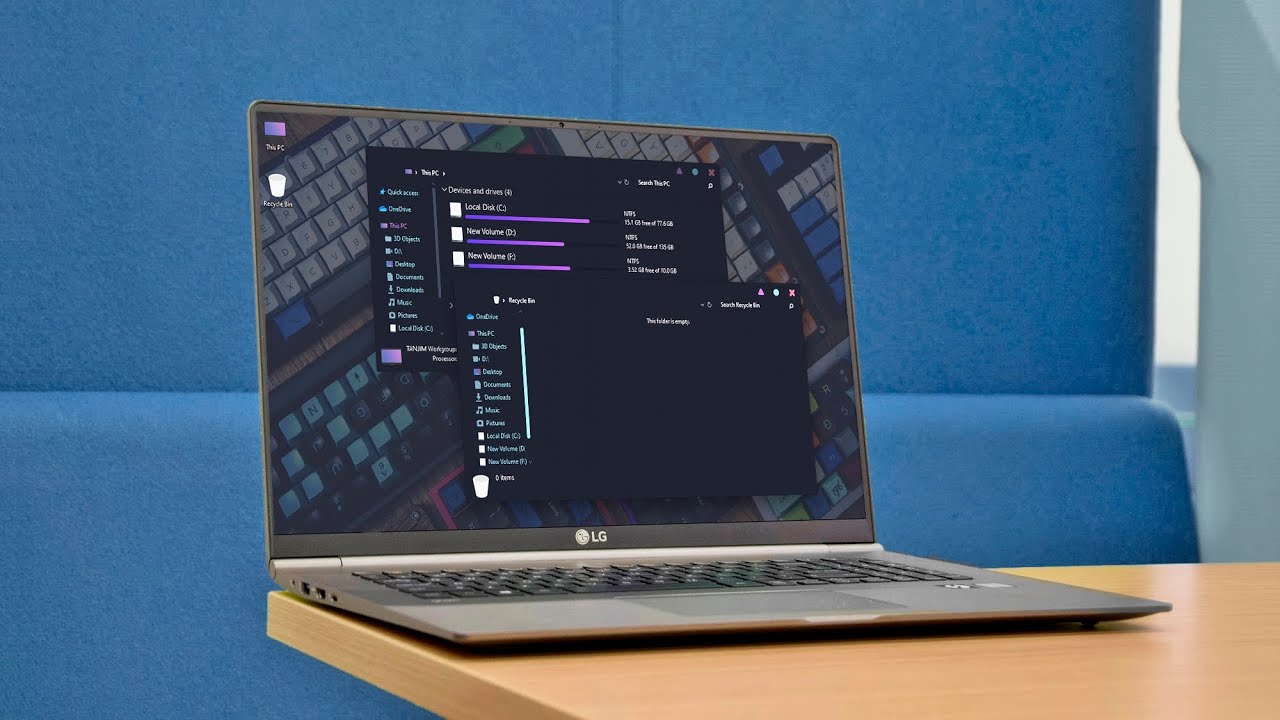 This PC
Recycle Bin
› This PC ›
Search This PC
Quick access
OneDrive
This PC
3D Objects
D:\
Desktop
Documents
Downloads
Music
Pictures
Local Disk (C:)
Devices and drives (4)
Local Disk (C:)
NTFS
15.1 GB free of 77.6 GB
New Volume (D:)
NTFS
52.0 GB free of 135 GB
New Volume (F:)
NTFS
3.52 GB free of 10.0 GB
TANJIM Workgroup:
Processor:
› Recycle Bin
Search Recycle Bin
OneDrive
This PC
3D Objects
D:\
Desktop
Documents
Downloads
Music
Pictures
Local Disk (C:)
New Volume (D:
New Volume (F:)
This folder is empty.
0 items
LG